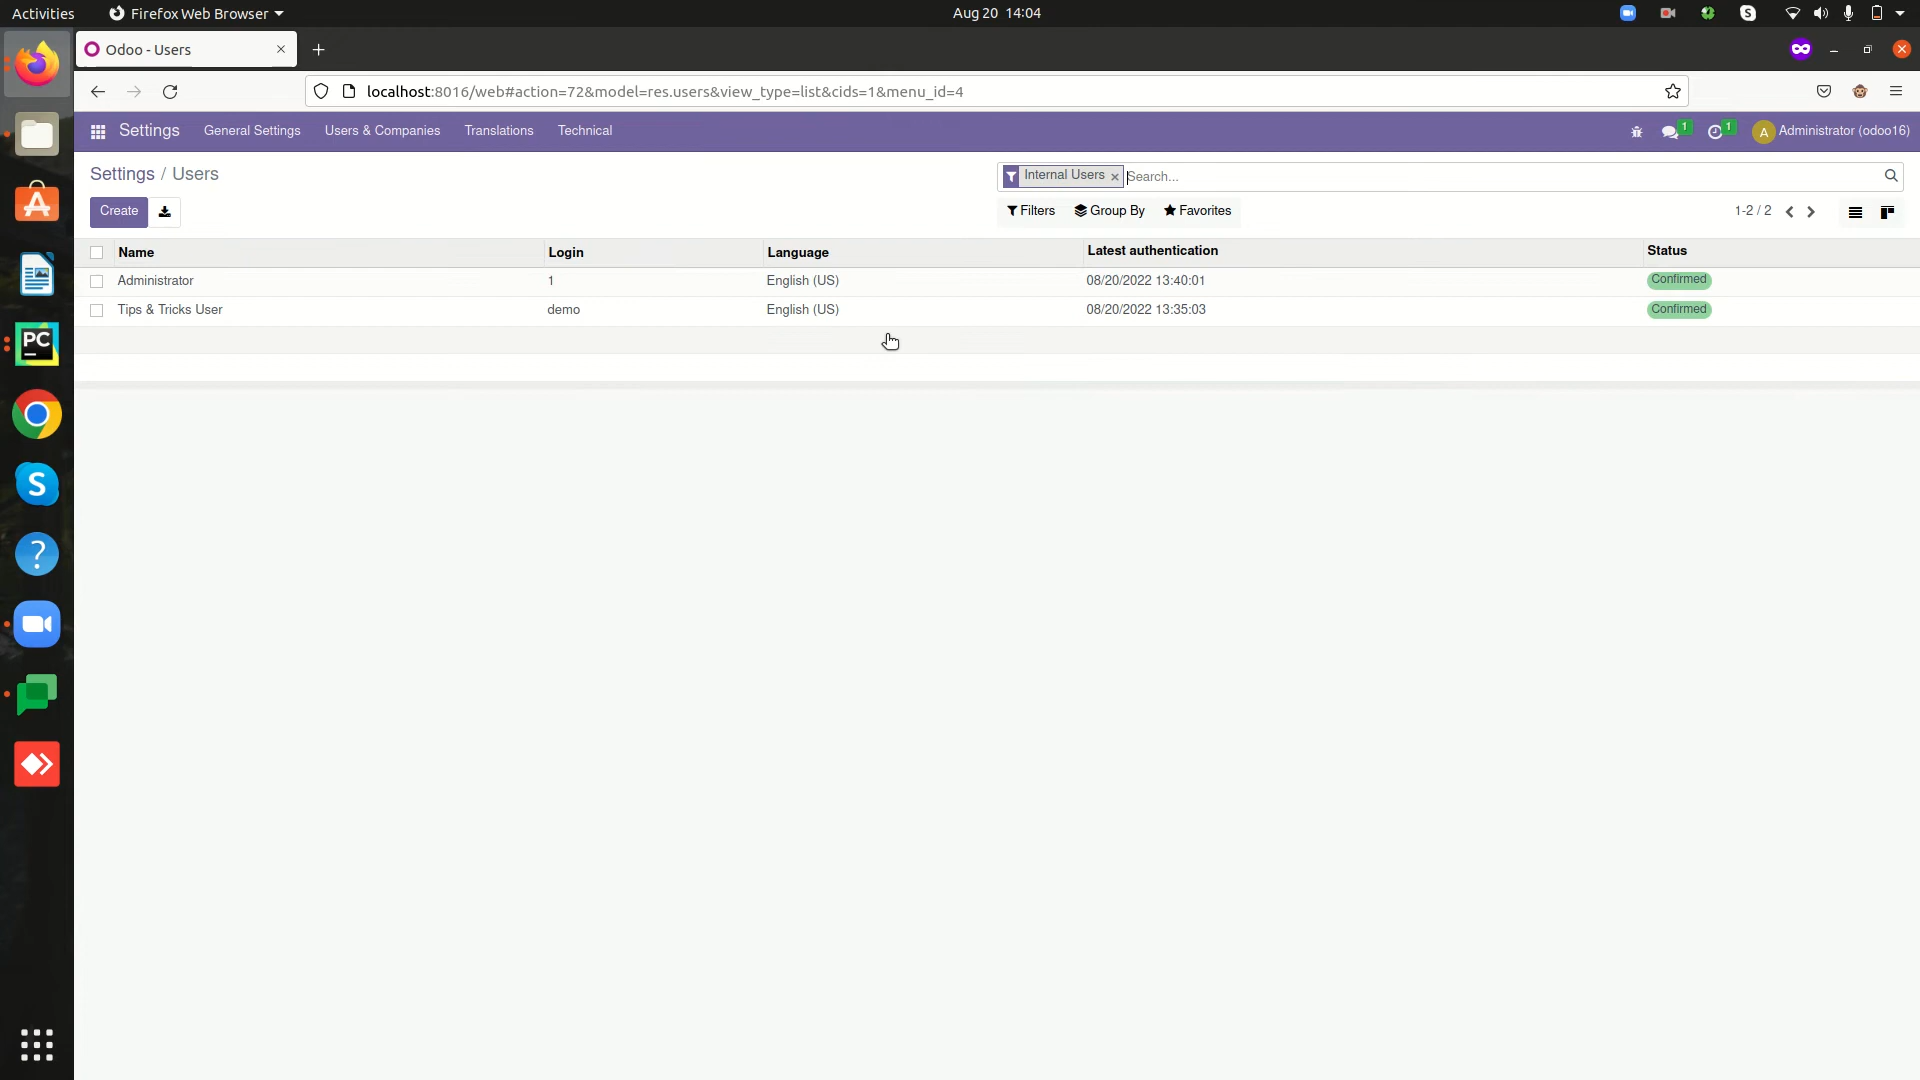 Activities Firefox Web Browser Aug 20 14:04
Odoo - Users
localhost:8016/web#action=72&model=res.users&view_type=list&cids=1&menu_id=4
Settings General Settings Users & Companies Translations Technical 1 1 A Administrator (odoo16)
Settings / Users Internal Users Search...
Create Filters Group By Favorites 1-2 / 2
Name Login Language Latest authentication Status
Administrator 1 English (US) 08/20/2022 13:40:01 Confirmed
Tips & Tricks User demo English (US) 08/20/2022 13:35:03 Confirmed
PC